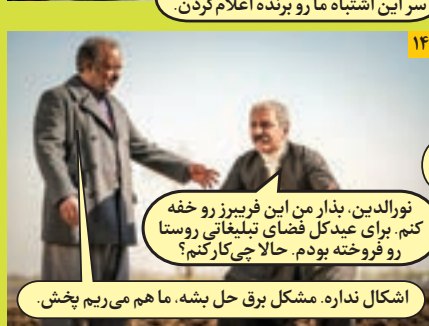 سر این اشتباه ما رو برنده اعلام کردن.
۱۴
نورالدین، بذار من این فریبرز رو خفه
کنم. برای عید کل فضای تبلیغاتی روستا
رو فروخته بودم. حالا چی‌کار کنم؟
اشکال نداره. مشکل برق حل بشه، ما هم می‌ریم پخش.